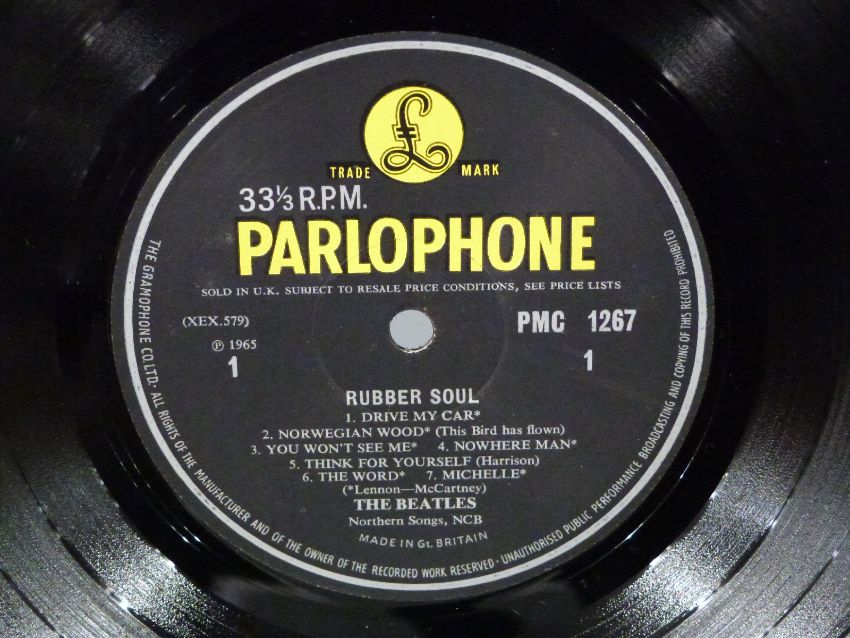 £
TRADE MARK
33⅓ R.P.M.
PARLOPHONE
SOLD IN U.K. SUBJECT TO RESALE PRICE CONDITIONS, SEE PRICE LISTS
(XEX.579)
PMC 1267
℗ 1965
1
1
RUBBER SOUL
1. DRIVE MY CAR*
2. NORWEGIAN WOOD* (This Bird has flown)
3. YOU WON'T SEE ME* 4. NOWHERE MAN*
5. THINK FOR YOURSELF (Harrison)
6. THE WORD* 7. MICHELLE*
(*Lennon—McCartney)
THE BEATLES
Northern Songs, NCB
MADE IN Gt. BRITAIN
THE GRAMOPHONE CO. LTD. ALL RIGHTS OF THE MANUFACTURER AND OF THE OWNER OF THE RECORDED WORK RESERVED · UNAUTHORISED PUBLIC PERFORMANCE BROADCASTING AND COPYING OF THIS RECORD PROHIBITED